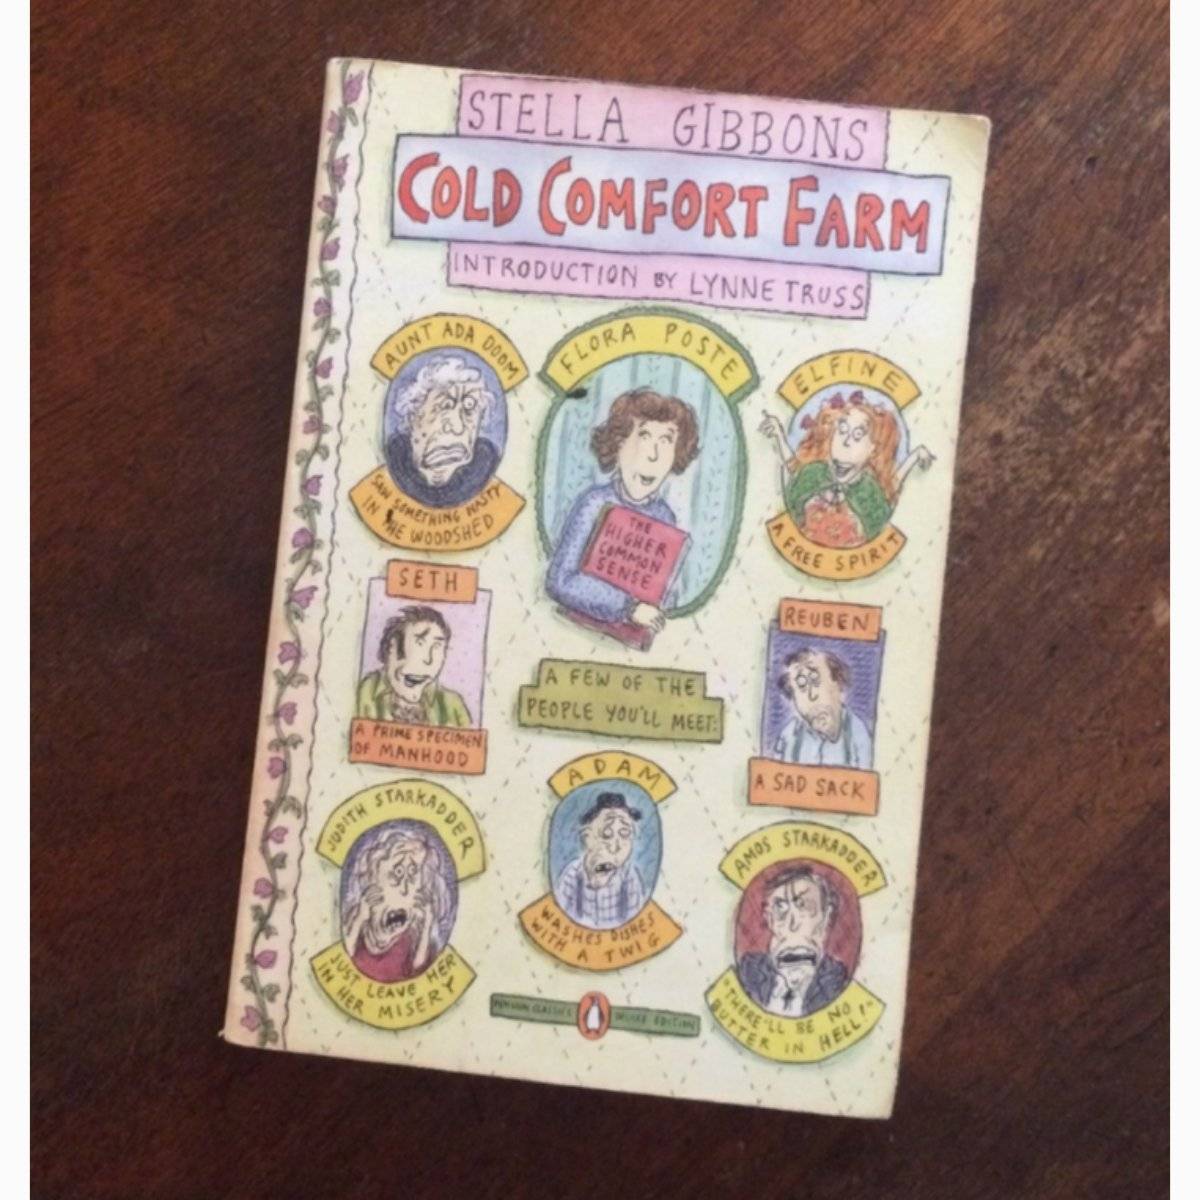 STELLA GIBBONS
COLD COMFORT FARM
INTRODUCTION BY LYNNE TRUSS
AUNT ADA DOOM
SAW SOMETHING NASTY
IN THE WOODSHED
FLORA POSTE
THE
HIGHER
COMMON
SENSE
ELFINE
A FREE SPIRIT
SETH
A PRIME SPECIMEN
OF MANHOOD
A FEW OF THE
PEOPLE YOU'LL MEET:
REUBEN
A SAD SACK
JUDITH STARKADDER
JUST LEAVE HER
IN HER MISERY
ADAM
WASHES DISHES
WITH A TWIG
AMOS STARKADDER
"THERE'LL BE NO
BUTTER IN HELL!"
PENGUIN CLASSICS DELUXE EDITION